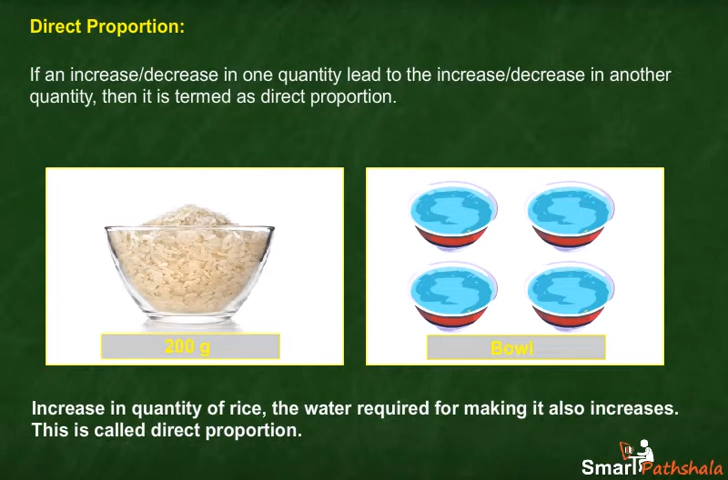 Direct Proportion:
If an increase/decrease in one quantity lead to the increase/decrease in another
quantity, then it is termed as direct proportion.
200 g
Bowl
Increase in quantity of rice, the water required for making it also increases.
This is called direct proportion.
SmartPathshala